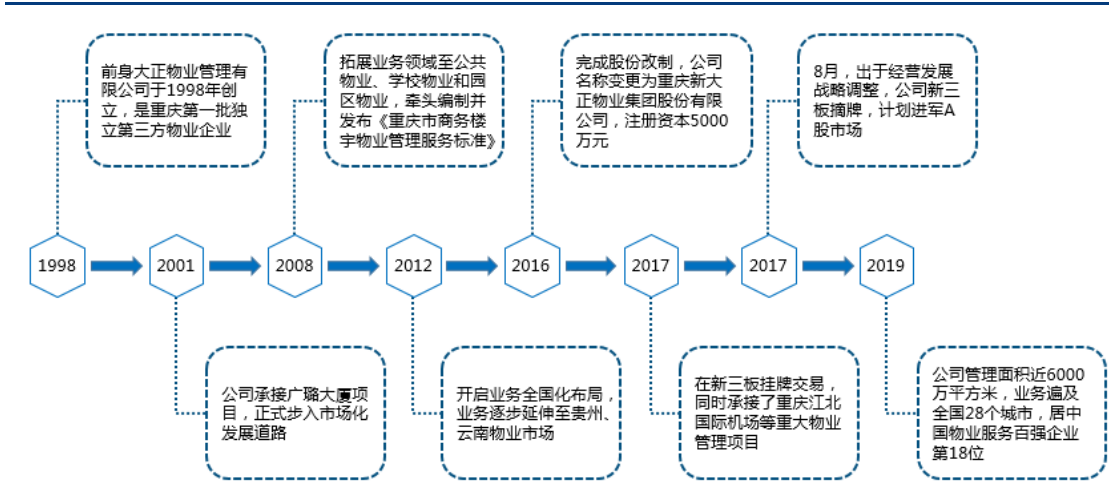 前身大正物业管理有
限公司于1998年创
立，是重庆第一批独
立第三方物业企业
拓展业务领域至公共
物业、学校物业和园
区物业，牵头编制并
发布《重庆市商务楼
宇物业管理服务标准》
完成股份改制，公司
名称变更为重庆新大
正物业集团股份有限
公司，注册资本5000
万元
8月，出于经营发展
战略调整，公司新三
板摘牌，计划进军A
股市场
1998
2001
2008
2012
2016
2017
2017
2019
公司承接广璐大厦项
目，正式步入市场化
发展道路
开启业务全国化布局，
业务逐步延伸至贵州、
云南物业市场
在新三板挂牌交易，
同时承接了重庆江北
国际机场等重大物业
管理项目
公司管理面积近6000
万平方米，业务遍及
全国28个城市，居中
国物业服务百强企业
第18位